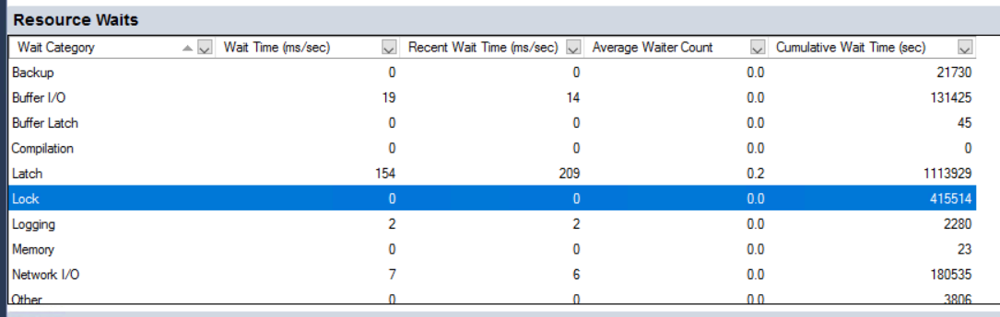 Resource Waits
Wait Category Wait Time (ms/sec) Recent Wait Time (ms/sec) Average Waiter Count Cumulative Wait Time (sec)
Backup 0 0 0.0 21730
Buffer I/O 19 14 0.0 131425
Buffer Latch 0 0 0.0 45
Compilation 0 0 0.0 0
Latch 154 209 0.2 1113929
Lock 0 0 0.0 415514
Logging 2 2 0.0 2280
Memory 0 0 0.0 23
Network I/O 7 6 0.0 180535
Other 0 0 0.0 3806